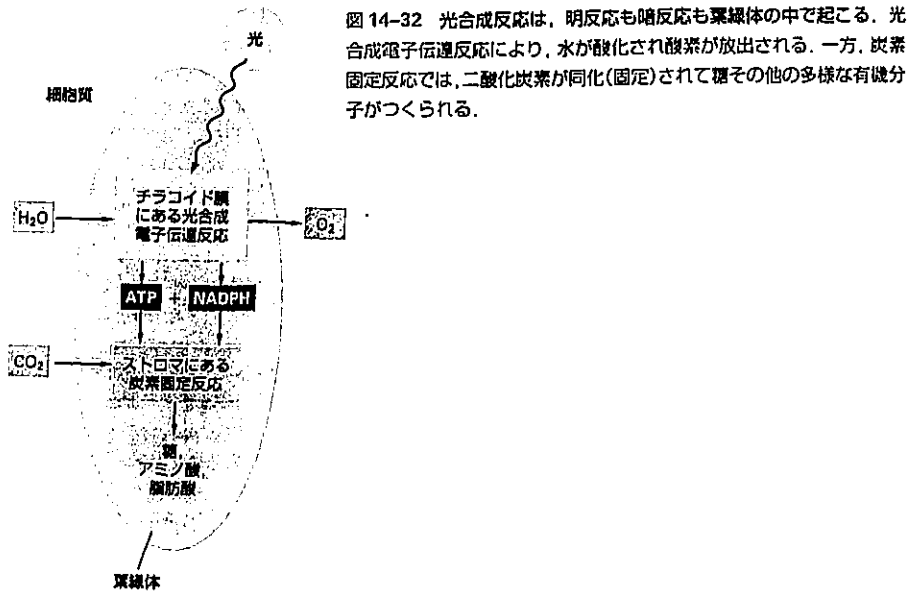 図 14–32 光合成反応は，明反応も暗反応も葉緑体の中で起こる．光
合成電子伝達反応により，水が酸化され酸素が放出される．一方，炭素
固定反応では，二酸化炭素が同化(固定)されて糖その他の多様な有機分
子がつくられる．
光
細胞質
チラコイド膜
にある光合成
電子伝達反応
H₂O
O₂
ATP + NADPH
CO₂
ストロマにある
炭素固定反応
糖,
アミノ酸,
脂肪酸
葉緑体